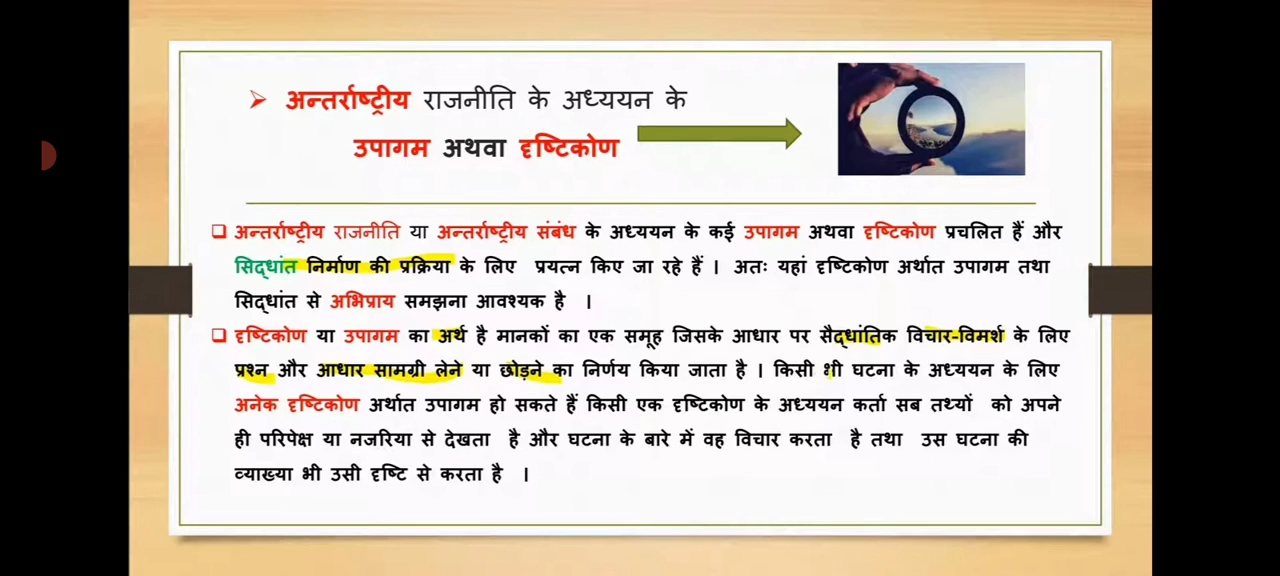 ➢ अन्तर्राष्ट्रीय राजनीति के अध्ययन के
उपागम अथवा दृष्टिकोण
❑ अन्तर्राष्ट्रीय राजनीति या अन्तर्राष्ट्रीय संबंध के अध्ययन के कई उपागम अथवा दृष्टिकोण प्रचलित हैं और
सिद्धांत निर्माण की प्रक्रिया के लिए प्रयत्न किए जा रहे हैं । अतः यहां दृष्टिकोण अर्थात उपागम तथा
सिद्धांत से अभिप्राय समझना आवश्यक है ।
❑ दृष्टिकोण या उपागम का अर्थ है मानकों का एक समूह जिसके आधार पर सैद्धांतिक विचार-विमर्श के लिए
प्रश्न और आधार सामग्री लेने या छोड़ने का निर्णय किया जाता है । किसी भी घटना के अध्ययन के लिए
अनेक दृष्टिकोण अर्थात उपागम हो सकते हैं किसी एक दृष्टिकोण के अध्ययन कर्ता सब तथ्यों को अपने
ही परिपेक्ष या नजरिया से देखता है और घटना के बारे में वह विचार करता है तथा उस घटना की
व्याख्या भी उसी दृष्टि से करता है ।